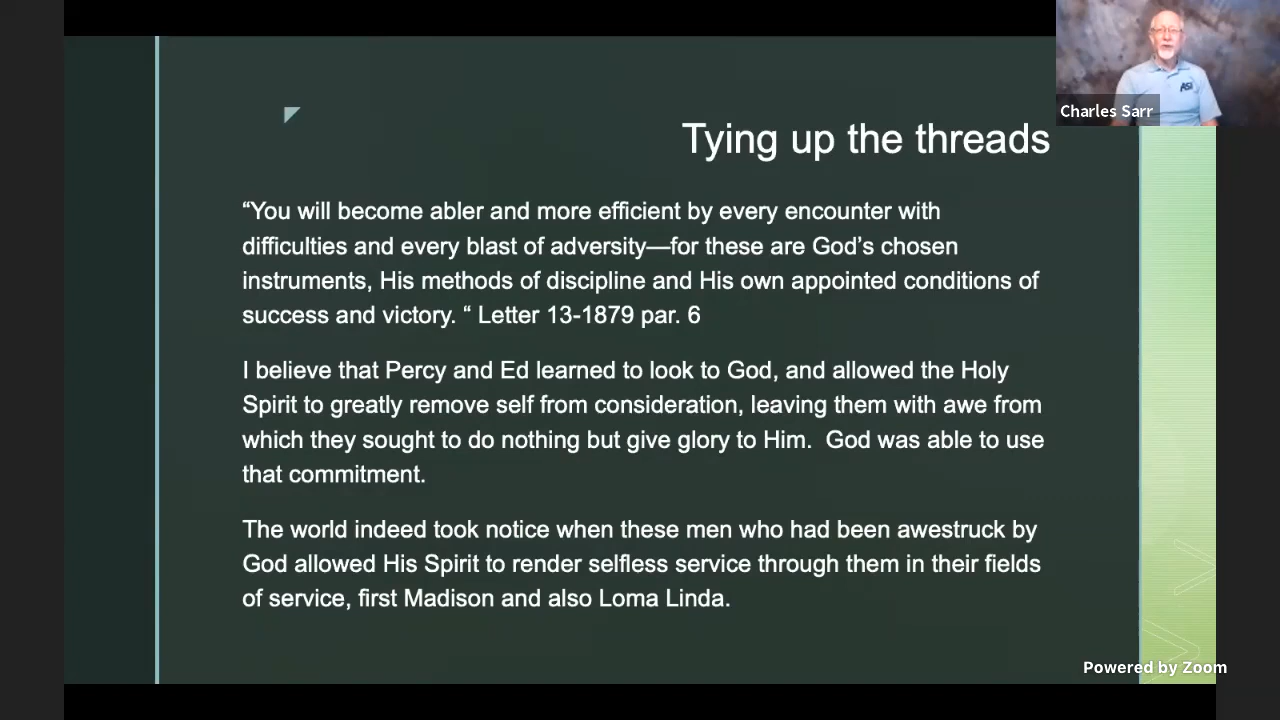 ASI
Charles Sarr
Tying up the threads
“You will become abler and more efficient by every encounter with
difficulties and every blast of adversity—for these are God’s chosen
instruments, His methods of discipline and His own appointed conditions of
success and victory. “ Letter 13-1879 par. 6
I believe that Percy and Ed learned to look to God, and allowed the Holy
Spirit to greatly remove self from consideration, leaving them with awe from
which they sought to do nothing but give glory to Him.  God was able to use
that commitment.
The world indeed took notice when these men who had been awestruck by
God allowed His Spirit to render selfless service through them in their fields
of service, first Madison and also Loma Linda.
Powered by Zoom